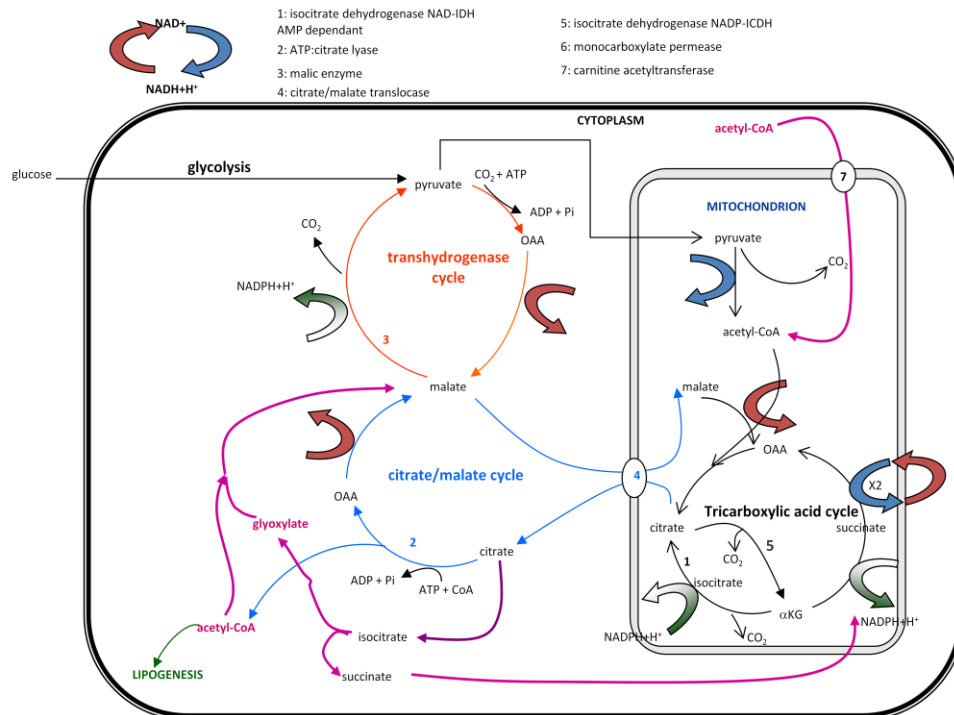 NAD+
NADH+H⁺
1: isocitrate dehydrogenase NAD-IDH
AMP dependant
2: ATP:citrate lyase
3: malic enzyme
4: citrate/malate translocase
5: isocitrate dehydrogenase NADP-ICDH
6: monocarboxylate permease
7: carnitine acetyltransferase
CYTOPLASM
acetyl-CoA
glucose
glycolysis
pyruvate
CO₂ + ATP
ADP + Pi
OAA
CO₂
transhydrogenase
cycle
NADPH+H⁺
3
malate
7
MITOCHONDRION
pyruvate
CO₂
acetyl-CoA
malate
OAA
citrate/malate cycle
4
X2
OAA
Tricarboxylic acid cycle
glyoxylate
citrate
succinate
2
citrate
5
CO₂
ADP + Pi
ATP + CoA
1
isocitrate
αKG
acetyl-CoA
isocitrate
NADPH+H⁺
CO₂
NADPH+H⁺
LIPOGENESIS
succinate